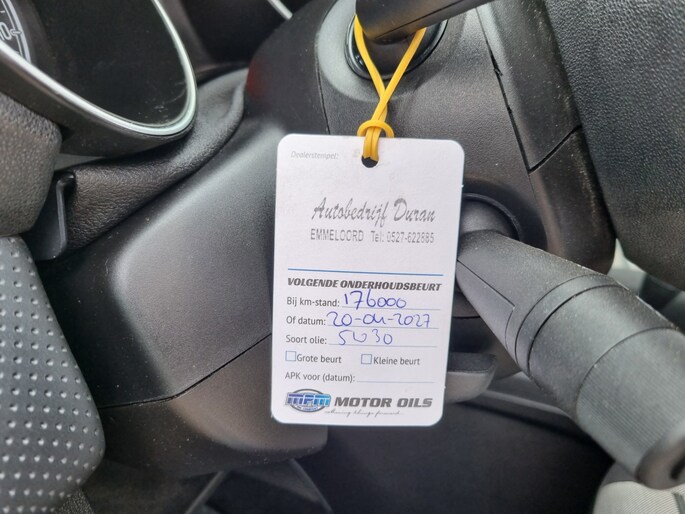 Dealerstempel:
Autobedrijf Duran
EMMELOORD Tel: 0527-622885
VOLGENDE ONDERHOUDSBEURT
Bij km-stand: 176000
Of datum: 20-04-2027
Soort olie: 5W30
Grote beurt Kleine beurt
APK voor (datum):
mpm MOTOR OILS